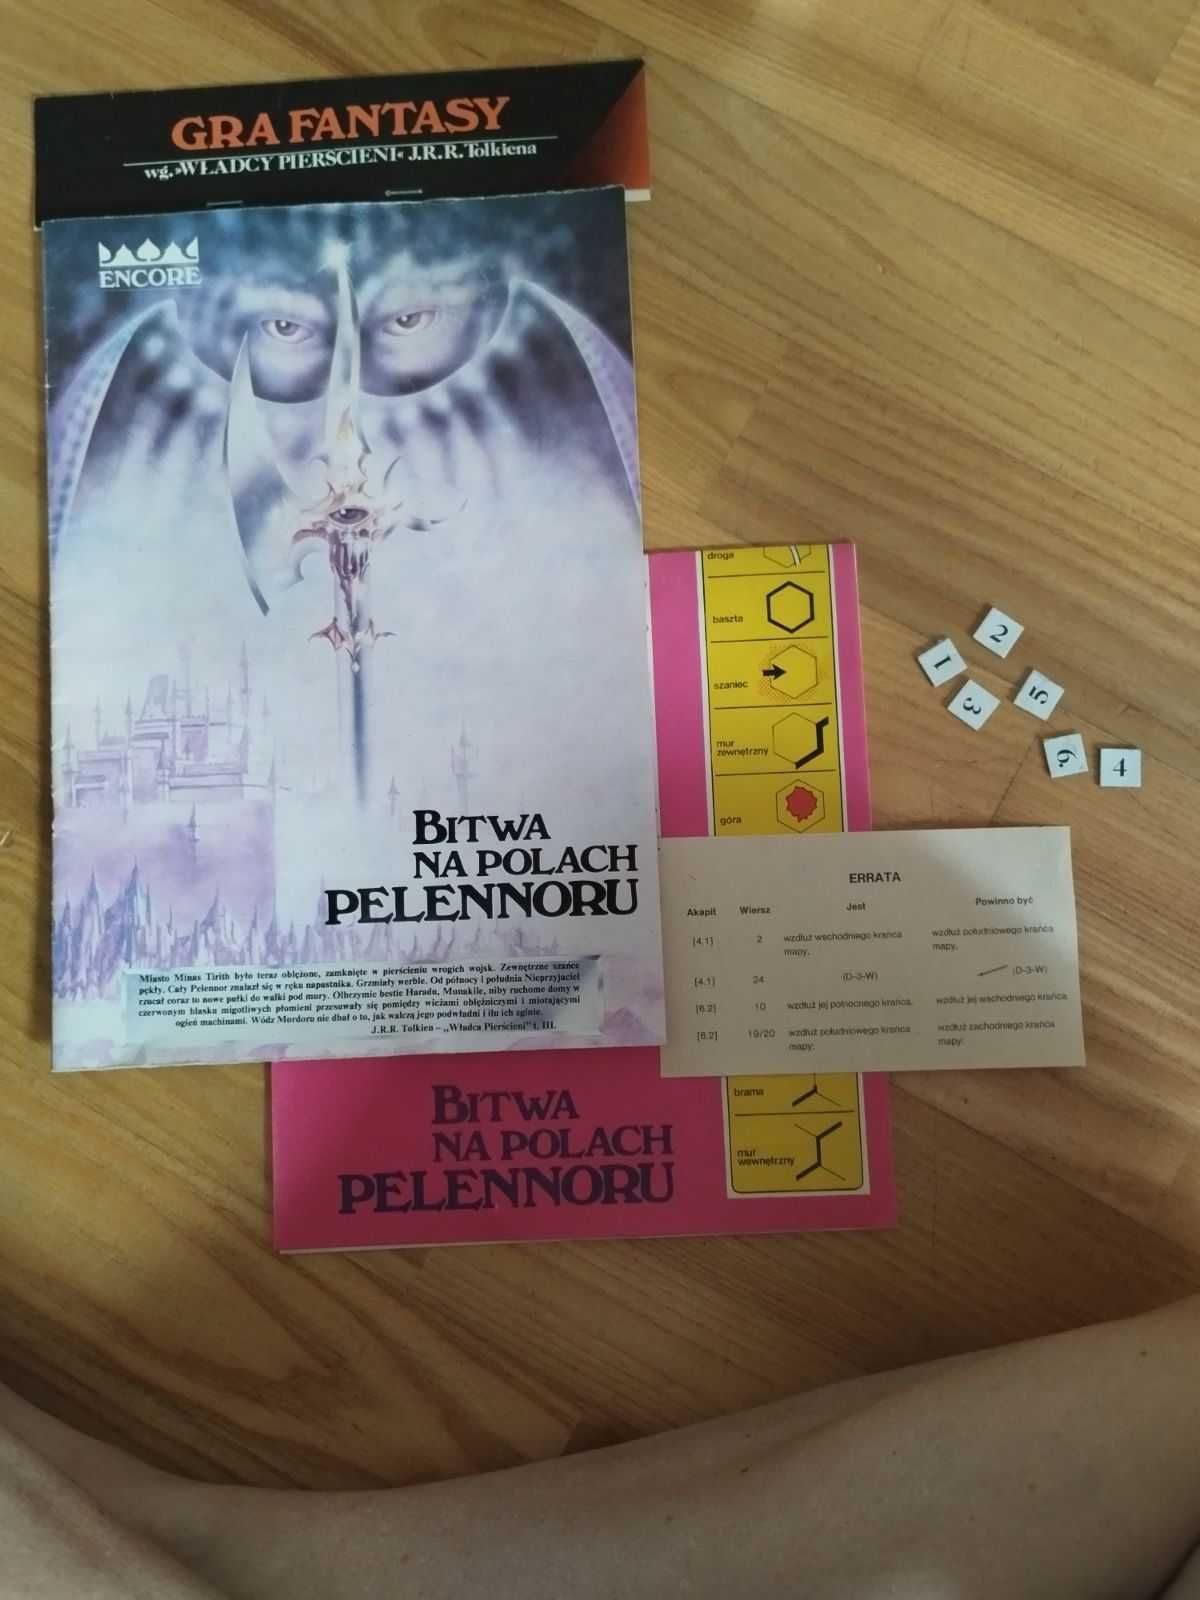 GRA FANTASY
wg. »WŁADCY PIERŚCIENI« J.R.R. Tolkiena
ENCORE
BITWA
NA POLACH
PELENNORU
Miasto Minas Tirith było teraz oblężone, zamknięte w pierścieniu wrogich wojsk. Zewnętrzne szańce
pękły. Cały Pelennor znalazł się w ręku napastnika. Grzmiały werble. Od północy i południa Nieprzyjaciel
rzucał coraz to nowe pułki do walki pod mury. Olbrzymie bestie Haradu, Mumakile, niby ruchome domy w
czerwonym blasku migotliwych płomieni przesuwały się pomiędzy wieżami oblężniczymi i miotającymi
ogień machinami. Wódz Mordoru nie dbał o to, jak walczą jego podwładni i ilu ich zginie.
J.R.R. Tolkien – „Władca Pierścieni" t. III.
droga
baszta
szaniec
mur
zewnętrzny
góra
2
1
3
5
6.
4
ERRATA
Akapit Wiersz Jest Powinno być
[4.1] 2 wzdłuż wschodniego krańca
mapy, wzdłuż południowego krańca
mapy,
[4.1] 24 (D-3-W) (D-3-W)
[6.2] 10 wzdłuż jej północnego krańca, wzdłuż jej wschodniego krańca
[6.2] 19/20 wzdłuż południowego krańca
mapy: wzdłuż zachodniego krańca
mapy:
brama
mur
wewnętrzny
BITWA
NA POLACH
PELENNORU